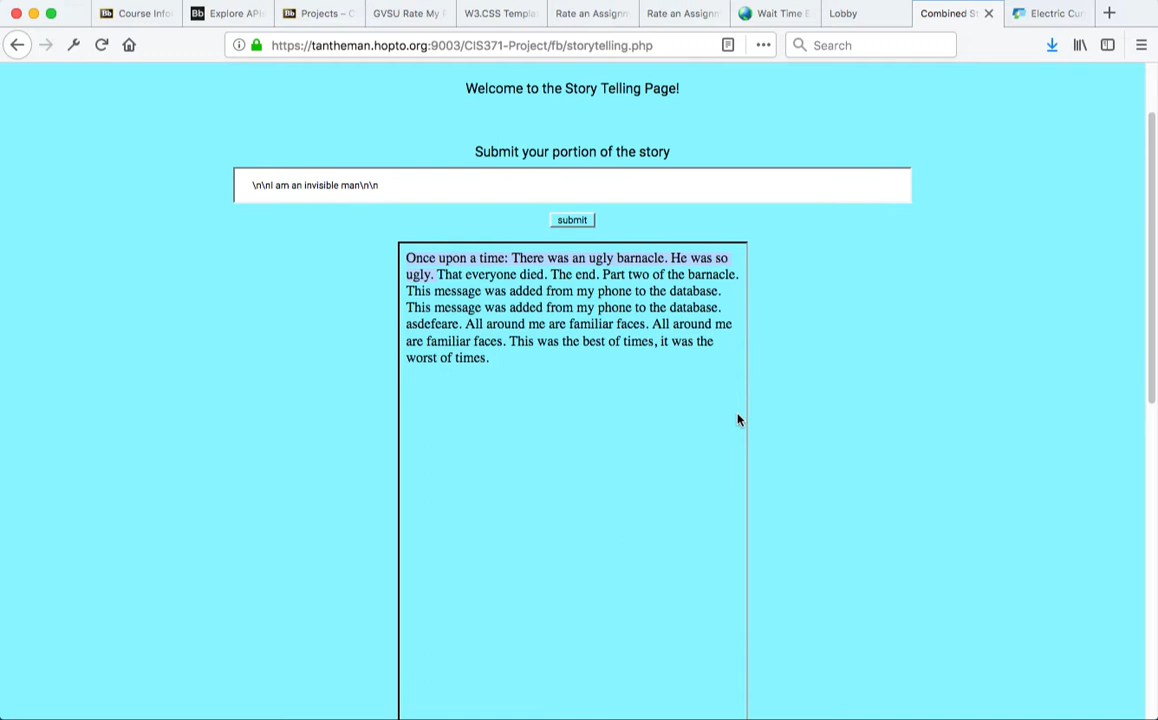 Course Info
Explore APIs
Projects – C
GVSU Rate My
W3.CSS Templa
Rate an Assignm
Rate an Assignm
Wait Time E
Lobby
Combined St
Electric Cur
https://tantheman.hopto.org:9003/CIS371-Project/fb/storytelling.php
Search
Welcome to the Story Telling Page!
Submit your portion of the story
\n\nI am an invisible man\n\n
submit
Once upon a time: There was an ugly barnacle. He was so
ugly. That everyone died. The end. Part two of the barnacle.
This message was added from my phone to the database.
This message was added from my phone to the database.
asdefeare. All around me are familiar faces. All around me
are familiar faces. This was the best of times, it was the
worst of times.